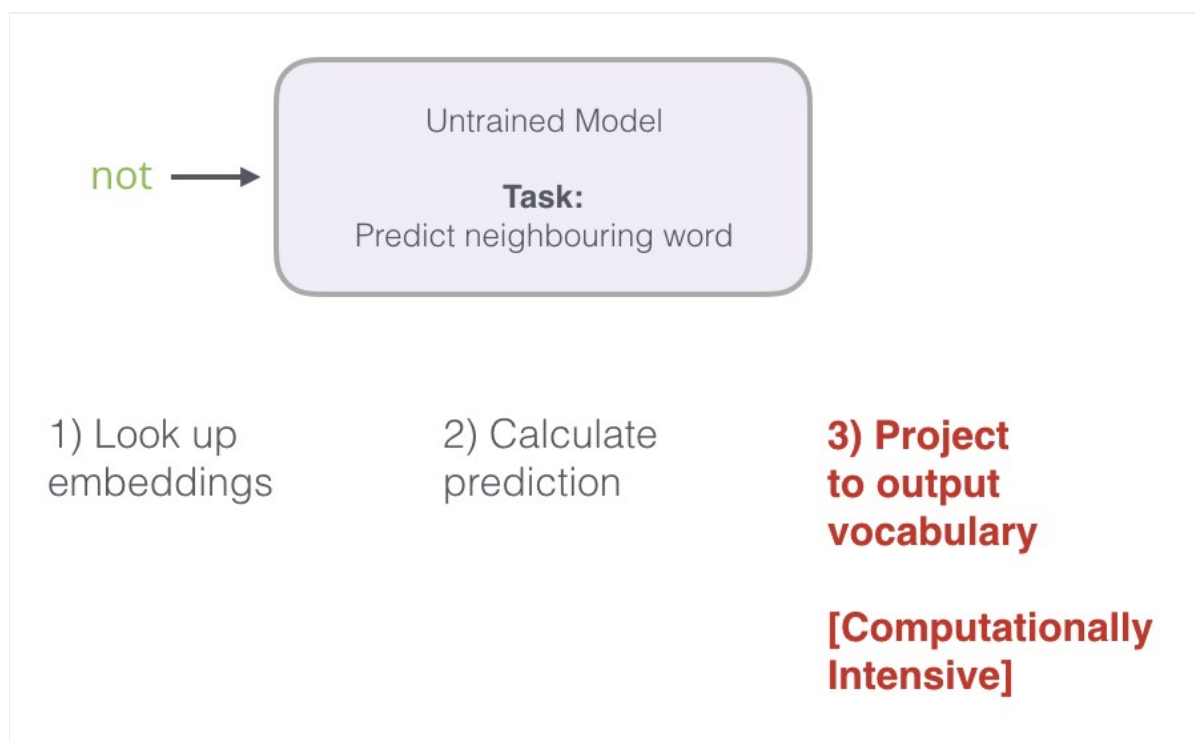 Untrained Model
not
Task:
Predict neighbouring word
1) Look up
embeddings
2) Calculate
prediction
3) Project
to output
vocabulary
[Computationally
Intensive]